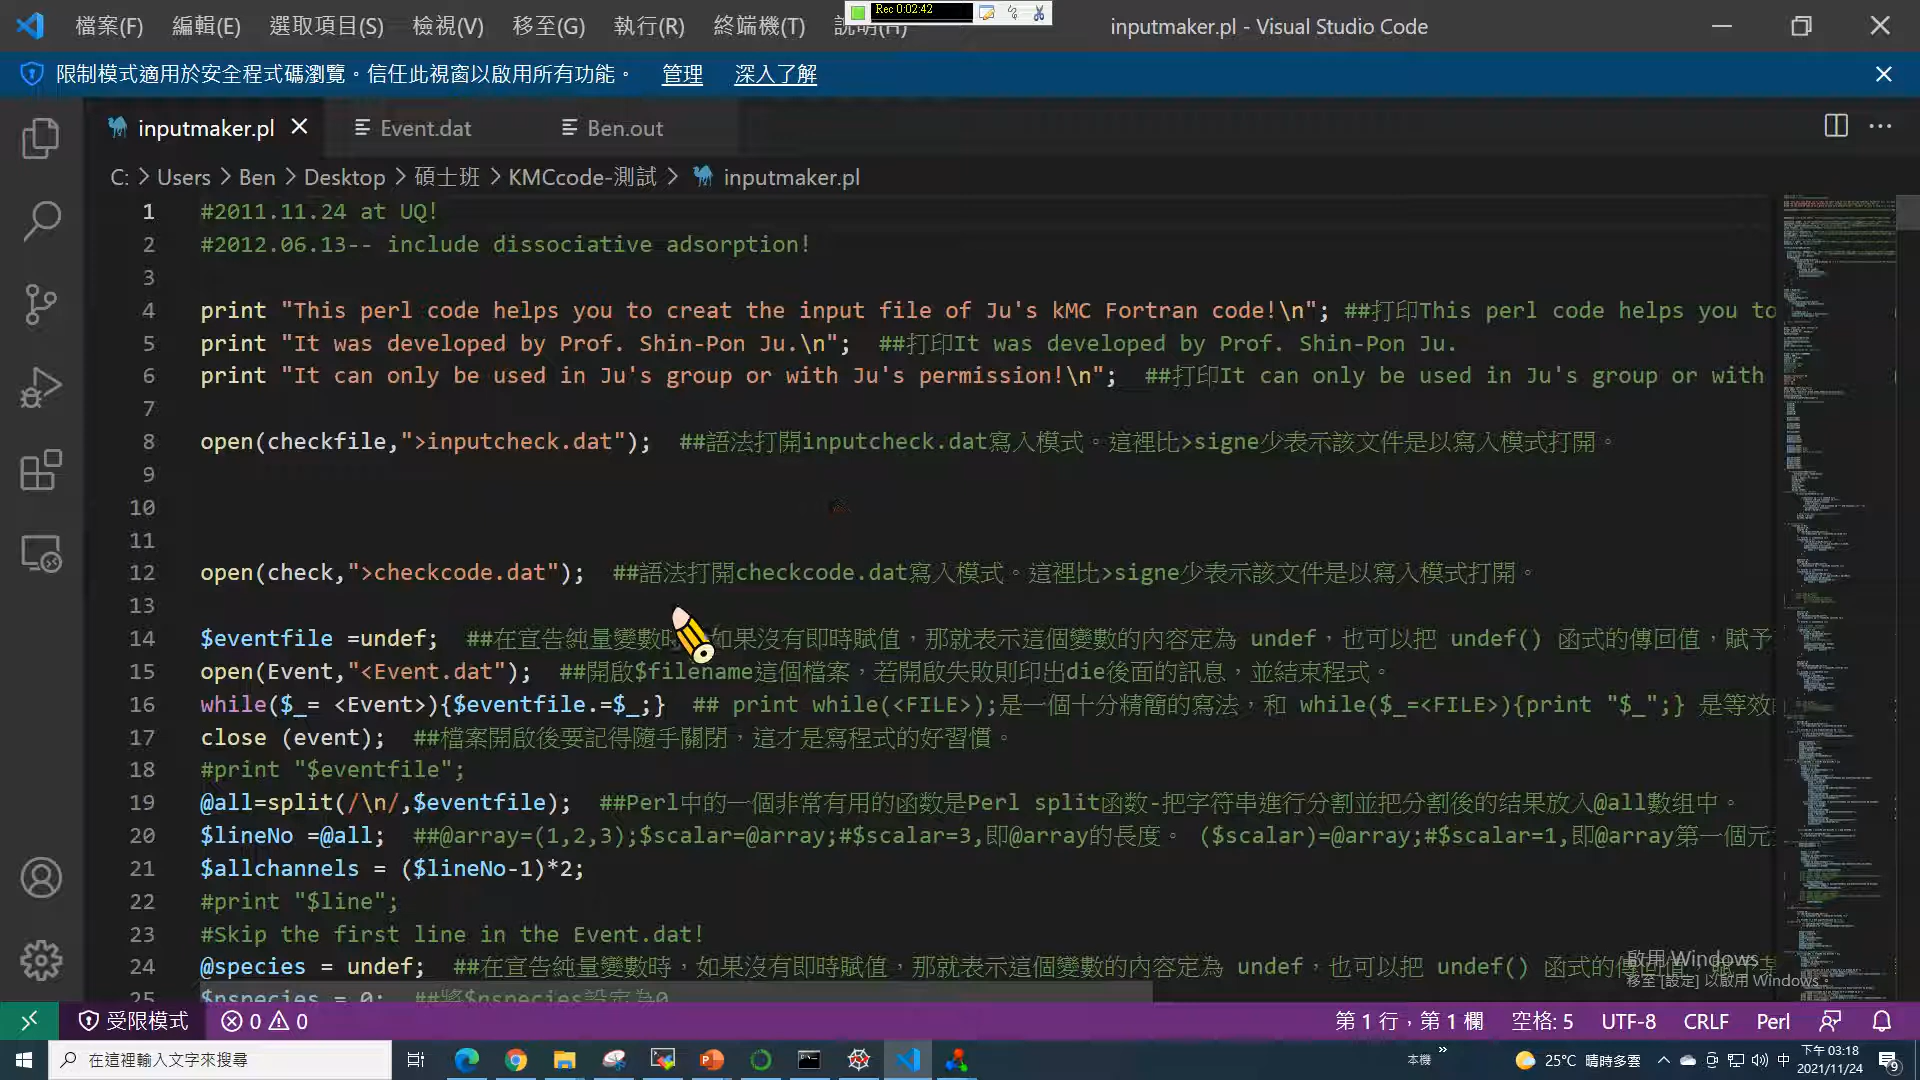 檔案(F) 編輯(E) 選取項目(S) 檢視(V) 移至(G) 執行(R) 終端機(T) 說明(H) Rec 0:02:42 inputmaker.pl - Visual Studio Code
限制模式適用於安全程式碼瀏覽。信任此視窗以啟用所有功能。 管理 深入了解
inputmaker.pl Event.dat Ben.out
C: > Users > Ben > Desktop > 碩士班 > KMCcode-測試 > inputmaker.pl
1 #2011.11.24 at UQ!
2 #2012.06.13-- include dissociative adsorption!
3
4 print "This perl code helps you to creat the input file of Ju's kMC Fortran code!\n"; ##打印This perl code helps you to
5 print "It was developed by Prof. Shin-Pon Ju.\n"; ##打印It was developed by Prof. Shin-Pon Ju.
6 print "It can only be used in Ju's group or with Ju's permission!\n"; ##打印It can only be used in Ju's group or with
7
8 open(checkfile,">inputcheck.dat"); ##語法打開inputcheck.dat寫入模式。這裡比>signe少表示該文件是以寫入模式打開。
9
10
11
12 open(check,">checkcode.dat"); ##語法打開checkcode.dat寫入模式。這裡比>signe少表示該文件是以寫入模式打開。
13
14 $eventfile =undef; ##在宣告純量變數時 如果沒有即時賦值，那就表示這個變數的內容定為 undef，也可以把 undef() 函式的傳回值，賦予
15 open(Event,"<Event.dat"); ##開啟$filename這個檔案，若開啟失敗則印出die後面的訊息，並結束程式。
16 while($_= <Event>){$eventfile.=$_;} ## print while(<FILE>);是一個十分精簡的寫法，和 while($_=<FILE>){print "$_";} 是等效
17 close (event); ##檔案開啟後要記得隨手關閉，這才是寫程式的好習慣。
18 #print "$eventfile";
19 @all=split(/\n/,$eventfile); ##Perl中的一個非常有用的函数是Perl split函数-把字符串進行分割並把分割後的结果放入@all數组中。
20 $lineNo =@all; ##@array=(1,2,3);$scalar=@array;#$scalar=3,即@array的長度。 ($scalar)=@array;#$scalar=1,即@array第一個元
21 $allchannels = ($lineNo-1)*2;
22 #print "$line";
23 #Skip the first line in the Event.dat!
24 @species = undef; ##在宣告純量變數時，如果沒有即時賦值，那就表示這個變數的內容定為 undef，也可以把 undef() 函式的
25 $nspecies = 0; ##將$nspecies設定為0
啟用 Windows
移至 [設定] 以啟用 Windows。
受限模式 0 0 第 1 行，第 1 欄 空格: 5 UTF-8 CRLF Perl
在這裡輸入文字來搜尋 本機 25°C 晴時多雲 中 下午 03:18
2021/11/24 9